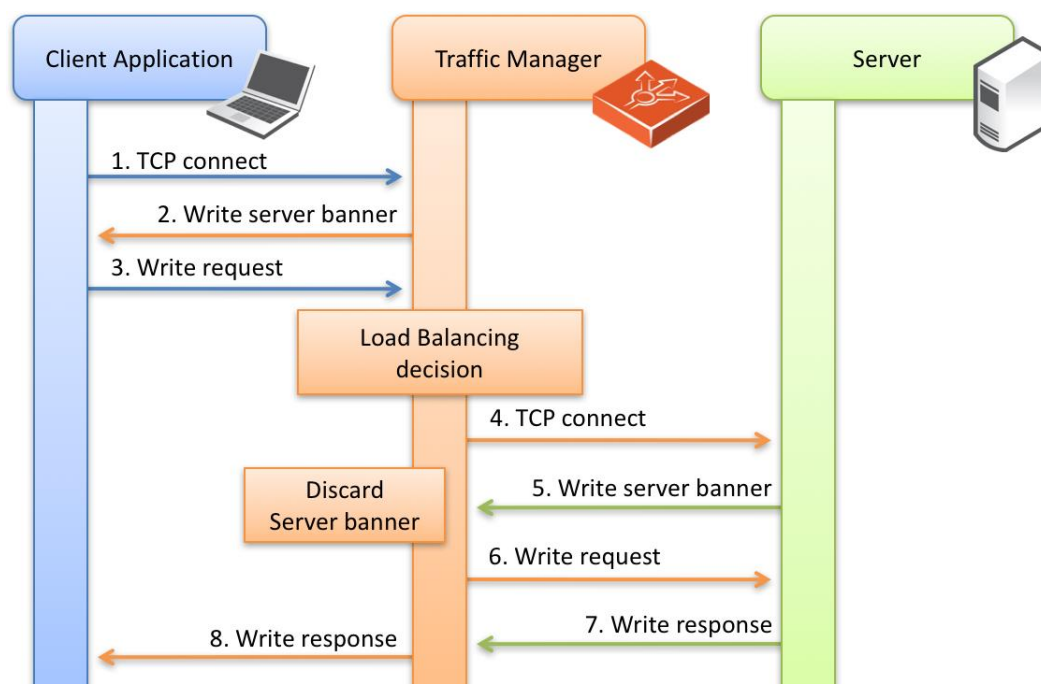 Client Application
Traffic Manager
Server
1. TCP connect
2. Write server banner
3. Write request
Load Balancing
decision
4. TCP connect
5. Write server banner
Discard
Server banner
6. Write request
7. Write response
8. Write response